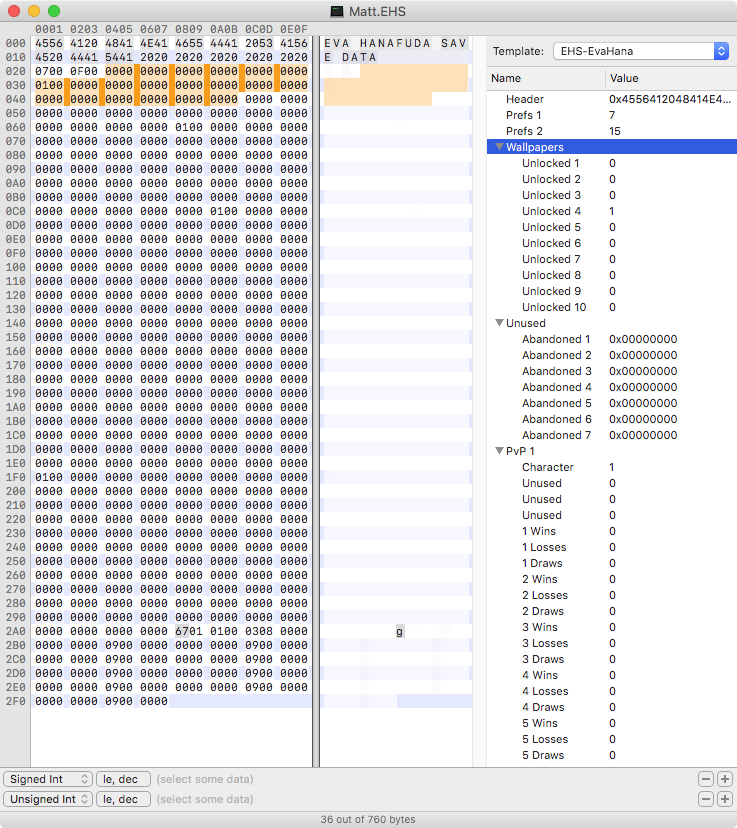 Matt.EHS
0001 0203 0405 0607 0809 0A0B 0C0D 0E0F
000 4556 4120 4841 4E41 4655 4441 2053 4156 EVA HANAFUDA SAV
010 4520 4441 5441 2020 2020 2020 2020 2020 E DATA
020 0700 0F00 0000 0000 0000 0000 0000 0000
030 0100 0000 0000 0000 0000 0000 0000 0000
040 0000 0000 0000 0000 0000 0000 0000 0000
050 0000 0000 0000 0000 0000 0000 0000 0000
060 0000 0000 0000 0000 0100 0000 0000 0000
070 0000 0000 0000 0000 0000 0000 0000 0000
080 0000 0000 0000 0000 0000 0000 0000 0000
090 0000 0000 0000 0000 0000 0000 0000 0000
0A0 0000 0000 0000 0000 0000 0000 0000 0000
0B0 0000 0000 0000 0000 0000 0000 0000 0000
0C0 0000 0000 0000 0000 0000 0100 0000 0000
0D0 0000 0000 0000 0000 0000 0000 0000 0000
0E0 0000 0000 0000 0000 0000 0000 0000 0000
0F0 0000 0000 0000 0000 0000 0000 0000 0000
100 0000 0000 0000 0000 0000 0000 0000 0000
110 0000 0000 0000 0000 0000 0000 0000 0000
120 0000 0000 0000 0000 0000 0000 0000 0000
130 0000 0000 0000 0000 0000 0000 0000 0000
140 0000 0000 0000 0000 0000 0000 0000 0000
150 0000 0000 0000 0000 0000 0000 0000 0000
160 0000 0000 0000 0000 0000 0000 0000 0000
170 0000 0000 0000 0000 0000 0000 0000 0000
180 0000 0000 0000 0000 0000 0000 0000 0000
190 0000 0000 0000 0000 0000 0000 0000 0000
1A0 0000 0000 0000 0000 0000 0000 0000 0000
1B0 0000 0000 0000 0000 0000 0000 0000 0000
1C0 0000 0000 0000 0000 0000 0000 0000 0000
1D0 0000 0000 0000 0000 0000 0000 0000 0000
1E0 0000 0000 0000 0000 0000 0000 0000 0000
1F0 0100 0000 0000 0000 0000 0000 0000 0000
200 0000 0000 0000 0000 0000 0000 0000 0000
210 0000 0000 0000 0000 0000 0000 0000 0000
220 0000 0000 0000 0000 0000 0000 0000 0000
230 0000 0000 0000 0000 0000 0000 0000 0000
240 0000 0000 0000 0000 0000 0000 0000 0000
250 0000 0000 0000 0000 0000 0000 0000 0000
260 0000 0000 0000 0000 0000 0000 0000 0000
270 0000 0000 0000 0000 0000 0000 0000 0000
280 0000 0000 0000 0000 0000 0000 0000 0000
290 0000 0000 0000 0000 0000 0000 0000 0000
2A0 0000 0000 0000 0000 6701 0100 0308 0000 g
2B0 0000 0000 0900 0000 0000 0000 0900 0000
2C0 0000 0000 0900 0000 0000 0000 0900 0000
2D0 0000 0000 0900 0000 0000 0000 0900 0000
2E0 0000 0000 0900 0000 0000 0000 0900 0000
2F0 0000 0000 0900 0000
Template: EHS-EvaHana
Name Value
Header 0x4556412048414E4...
Prefs 1 7
Prefs 2 15
Wallpapers
Unlocked 1 0
Unlocked 2 0
Unlocked 3 0
Unlocked 4 1
Unlocked 5 0
Unlocked 6 0
Unlocked 7 0
Unlocked 8 0
Unlocked 9 0
Unlocked 10 0
Unused
Abandoned 1 0x00000000
Abandoned 2 0x00000000
Abandoned 3 0x00000000
Abandoned 4 0x00000000
Abandoned 5 0x00000000
Abandoned 6 0x00000000
Abandoned 7 0x00000000
PvP 1
Character 1
Unused 0
Unused 0
Unused 0
1 Wins 0
1 Losses 0
1 Draws 0
2 Wins 0
2 Losses 0
2 Draws 0
3 Wins 0
3 Losses 0
3 Draws 0
4 Wins 0
4 Losses 0
4 Draws 0
5 Wins 0
5 Losses 0
5 Draws 0
Signed Int le, dec (select some data)
Unsigned Int le, dec (select some data)
36 out of 760 bytes